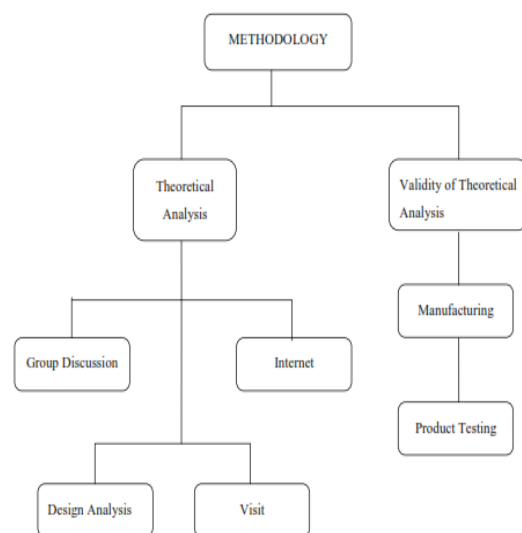 METHODOLOGY
Theoretical
Analysis
Validity of Theoretical
Analysis
Group Discussion
Internet
Manufacturing
Product Testing
Design Analysis
Visit